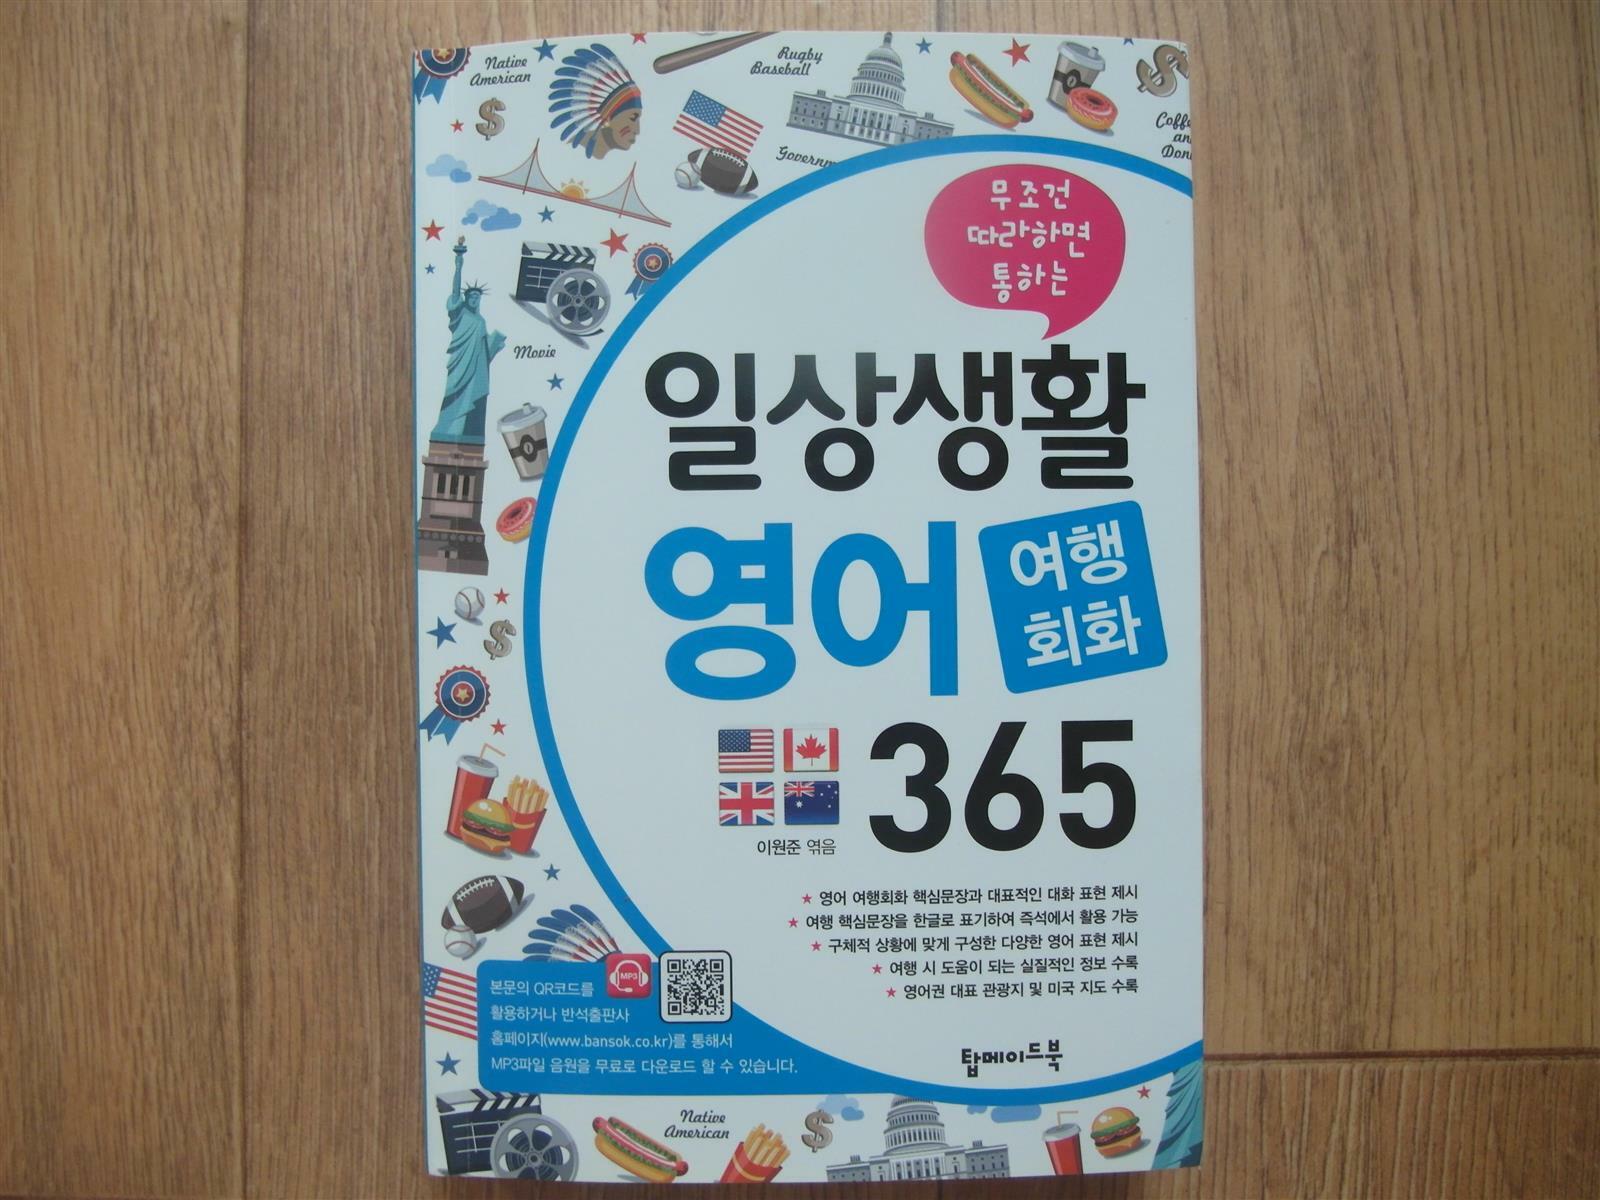 Native
American
Rugby
Baseball
Movie
무조건
따라하면
통하는
일상생활
영어
여행
회화
365
이원준 엮음
★ 영어 여행회화 핵심문장과 대표적인 대화 표현 제시
★ 여행 핵심문장을 한글로 표기하여 즉석에서 활용 가능
★ 구체적 상황에 맞게 구성한 다양한 영어 표현 제시
★ 여행 시 도움이 되는 실질적인 정보 수록
★ 영어권 대표 관광지 및 미국 지도 수록
MP3
본문의 QR코드를
활용하거나 반석출판사
홈페이지(www.bansok.co.kr)를 통해서
MP3파일 음원을 무료로 다운로드 할 수 있습니다.
탑메이드북
Native
American